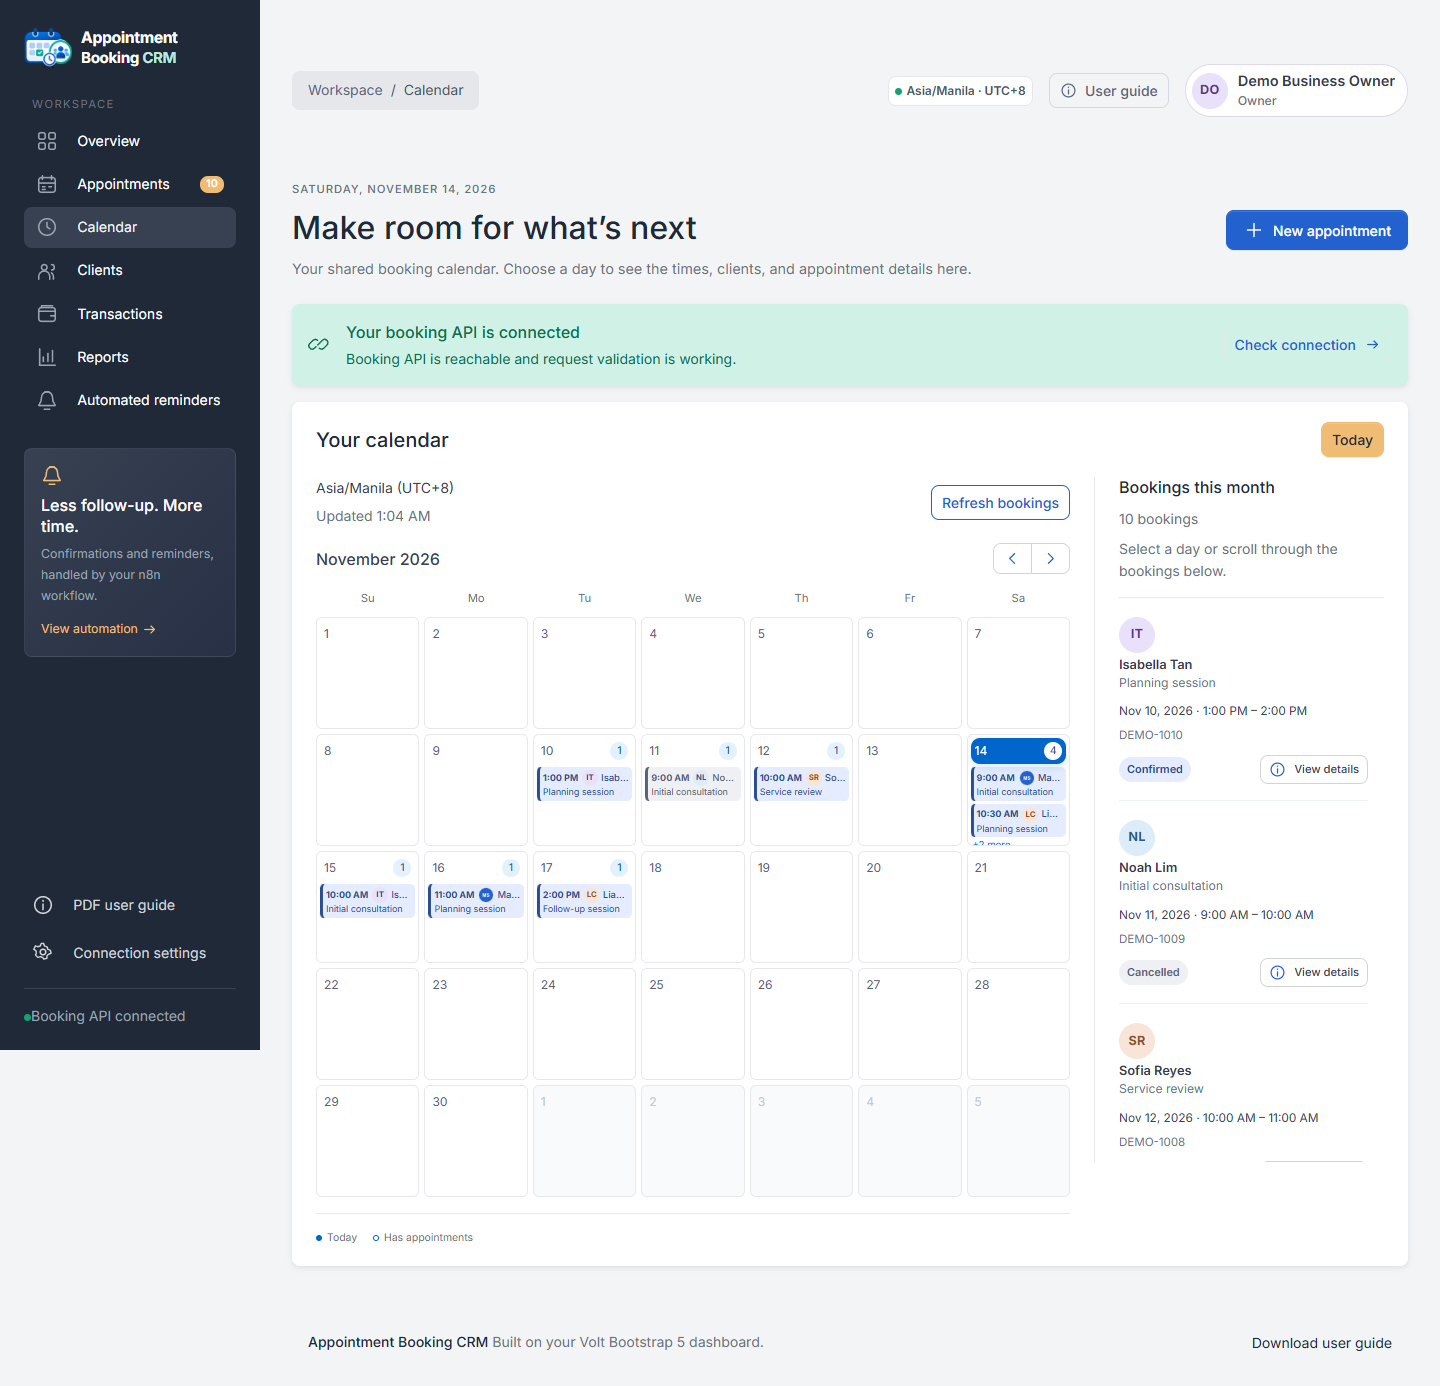 Appointment
Booking CRM
WORKSPACE
Overview
Appointments 10
Calendar
Clients
Transactions
Reports
Automated reminders
Less follow-up. More
time.
Confirmations and reminders,
handled by your n8n
workflow.
View automation →
PDF user guide
Connection settings
Booking API connected
Workspace / Calendar
Asia/Manila · UTC+8
User guide
DO
Demo Business Owner
Owner
SATURDAY, NOVEMBER 14, 2026
Make room for what’s next
Your shared booking calendar. Choose a day to see the times, clients, and appointment details here.
New appointment
Your booking API is connected
Booking API is reachable and request validation is working.
Check connection →
Your calendar
Today
Asia/Manila (UTC+8)
Updated 1:04 AM
Refresh bookings
November 2026
Su Mo Tu We Th Fr Sa
1 2 3 4 5 6 7
8 9 10 1 11 1 12 1 13 14 4
1:00 PM IT Isab...
Planning session
9:00 AM NL No...
Initial consultation
10:00 AM SR So...
Service review
9:00 AM MS Ma...
Initial consultation
10:30 AM LC Li...
Planning session
+2 more
15 1 16 1 17 1 18 19 20 21
10:00 AM IT Is...
Initial consultation
11:00 AM MS Ma...
Planning session
2:00 PM LC Lia...
Follow-up session
22 23 24 25 26 27 28
29 30 1 2 3 4 5
Today Has appointments
Bookings this month
10 bookings
Select a day or scroll through the
bookings below.
IT
Isabella Tan
Planning session
Nov 10, 2026 · 1:00 PM – 2:00 PM
DEMO-1010
Confirmed View details
NL
Noah Lim
Initial consultation
Nov 11, 2026 · 9:00 AM – 10:00 AM
DEMO-1009
Cancelled View details
SR
Sofia Reyes
Service review
Nov 12, 2026 · 10:00 AM – 11:00 AM
DEMO-1008
Appointment Booking CRM Built on your Volt Bootstrap 5 dashboard.
Download user guide